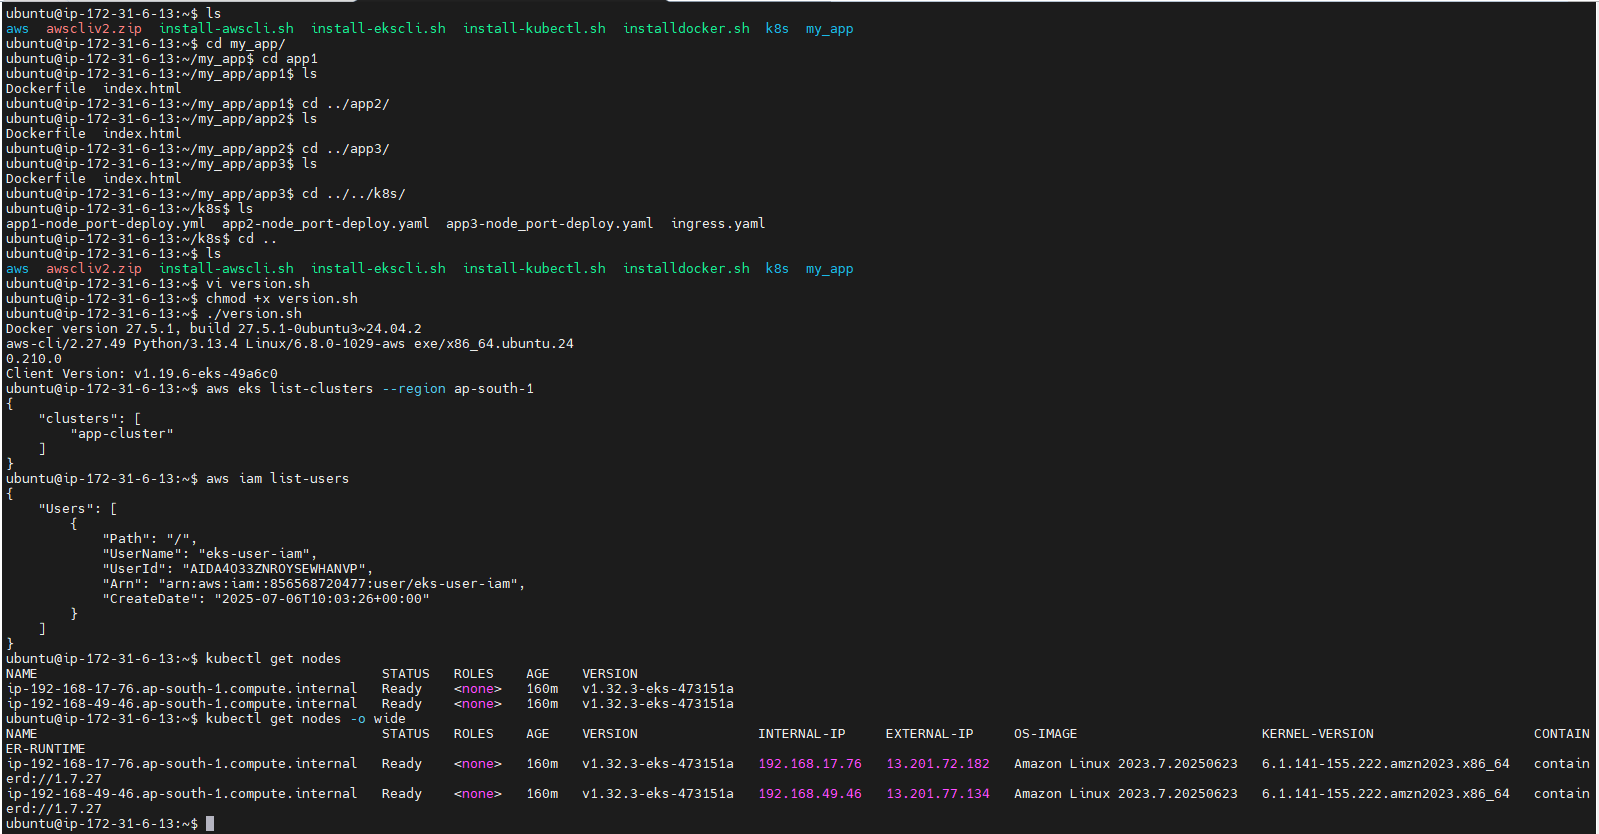 ubuntu@ip-172-31-6-13:~$ ls
aws  awscliv2.zip  install-awscli.sh  install-ekscli.sh  install-kubectl.sh  installdocker.sh  k8s  my_app
ubuntu@ip-172-31-6-13:~$ cd my_app/
ubuntu@ip-172-31-6-13:~/my_app$ cd app1
ubuntu@ip-172-31-6-13:~/my_app/app1$ ls
Dockerfile  index.html
ubuntu@ip-172-31-6-13:~/my_app/app1$ cd ../app2/
ubuntu@ip-172-31-6-13:~/my_app/app2$ ls
Dockerfile  index.html
ubuntu@ip-172-31-6-13:~/my_app/app2$ cd ../app3/
ubuntu@ip-172-31-6-13:~/my_app/app3$ ls
Dockerfile  index.html
ubuntu@ip-172-31-6-13:~/my_app/app3$ cd ../../k8s/
ubuntu@ip-172-31-6-13:~/k8s$ ls
app1-node_port-deploy.yml  app2-node_port-deploy.yaml  app3-node_port-deploy.yaml  ingress.yaml
ubuntu@ip-172-31-6-13:~/k8s$ cd ..
ubuntu@ip-172-31-6-13:~$ ls
aws  awscliv2.zip  install-awscli.sh  install-ekscli.sh  install-kubectl.sh  installdocker.sh  k8s  my_app
ubuntu@ip-172-31-6-13:~$ vi version.sh
ubuntu@ip-172-31-6-13:~$ chmod +x version.sh
ubuntu@ip-172-31-6-13:~$ ./version.sh
Docker version 27.5.1, build 27.5.1-0ubuntu3~24.04.2
aws-cli/2.27.49 Python/3.13.4 Linux/6.8.0-1029-aws exe/x86_64.ubuntu.24
0.210.0
Client Version: v1.19.6-eks-49a6c0
ubuntu@ip-172-31-6-13:~$ aws eks list-clusters --region ap-south-1
{
    "clusters": [
        "app-cluster"
    ]
}
ubuntu@ip-172-31-6-13:~$ aws iam list-users
{
    "Users": [
        {
            "Path": "/",
            "UserName": "eks-user-iam",
            "UserId": "AIDA4O33ZNROYSEWHANVP",
            "Arn": "arn:aws:iam::856568720477:user/eks-user-iam",
            "CreateDate": "2025-07-06T10:03:26+00:00"
        }
    ]
}
ubuntu@ip-172-31-6-13:~$ kubectl get nodes
NAME                                           STATUS   ROLES    AGE    VERSION
ip-192-168-17-76.ap-south-1.compute.internal   Ready    <none>   160m   v1.32.3-eks-473151a
ip-192-168-49-46.ap-south-1.compute.internal   Ready    <none>   160m   v1.32.3-eks-473151a
ubuntu@ip-172-31-6-13:~$ kubectl get nodes -o wide
NAME                                           STATUS   ROLES    AGE    VERSION               INTERNAL-IP     EXTERNAL-IP     OS-IMAGE                       KERNEL-VERSION                    CONTAIN
ER-RUNTIME
ip-192-168-17-76.ap-south-1.compute.internal   Ready    <none>   160m   v1.32.3-eks-473151a   192.168.17.76   13.201.72.182   Amazon Linux 2023.7.20250623   6.1.141-155.222.amzn2023.x86_64   contain
erd://1.7.27
ip-192-168-49-46.ap-south-1.compute.internal   Ready    <none>   160m   v1.32.3-eks-473151a   192.168.49.46   13.201.77.134   Amazon Linux 2023.7.20250623   6.1.141-155.222.amzn2023.x86_64   contain
erd://1.7.27
ubuntu@ip-172-31-6-13:~$